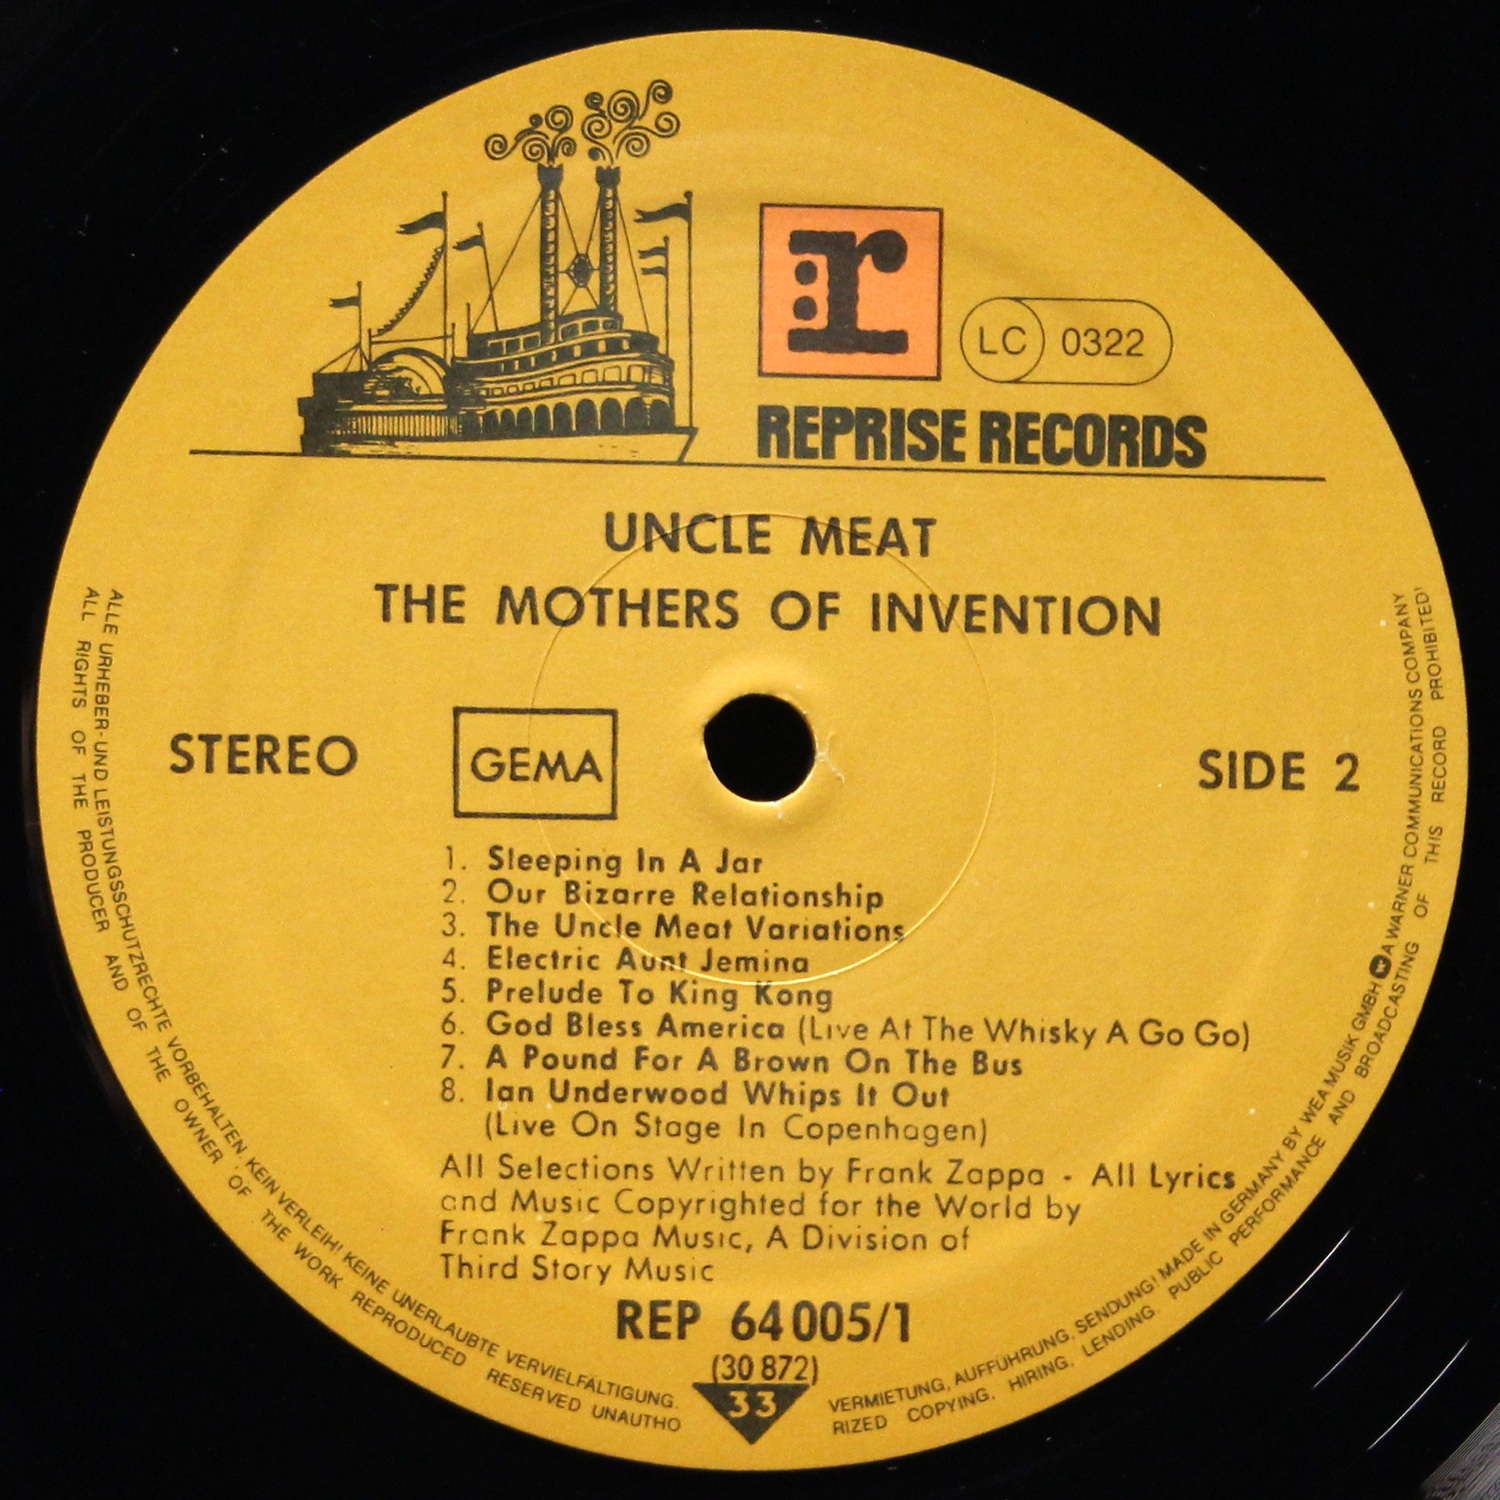 r:
LC 0322
REPRISE RECORDS
UNCLE MEAT
THE MOTHERS OF INVENTION
STEREO
GEMA
SIDE 2
1. Sleeping In A Jar
2. Our Bizarre Relationship
3. The Uncle Meat Variations
4. Electric Aunt Jemina
5. Prelude To King Kong
6. God Bless America (Live At The Whisky A Go Go)
7. A Pound For A Brown On The Bus
8. Ian Underwood Whips It Out
(Live On Stage In Copenhagen)
All Selections Written by Frank Zappa - All Lyrics
and Music Copyrighted for the World by
Frank Zappa Music, A Division of
Third Story Music
REP 64 005/1
(30 872)
33
ALLE URHEBER- UND LEISTUNGSSCHUTZRECHTE VORBEHALTEN. KEIN VERLEIH! KEINE UNERLAUBTE VERVIELFÄLTIGUNG, VERMIETUNG, AUFFÜHRUNG, SENDUNG! MADE IN GERMANY BY WEA MUSIK GMBH A WARNER COMMUNICATIONS COMPANY
ALL RIGHTS OF THE PRODUCER AND OF THE OWNER OF THE WORK REPRODUCED RESERVED UNAUTHORIZED COPYING, HIRING, LENDING, PUBLIC PERFORMANCE AND BROADCASTING OF THIS RECORD PROHIBITED'